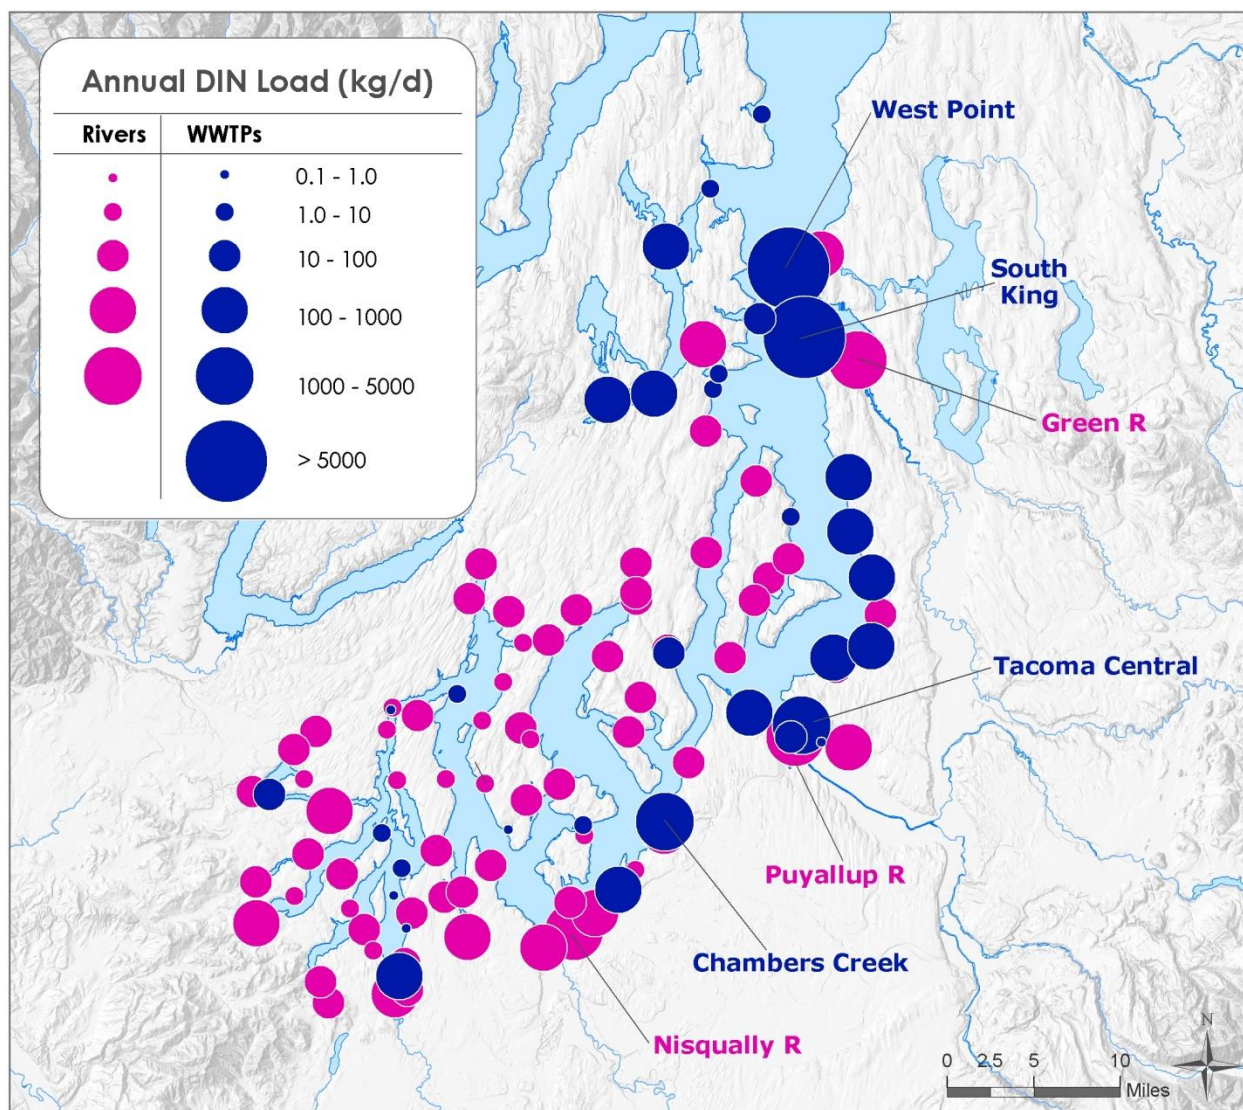 Annual DIN Load (kg/d)
Rivers WWTPs
0.1 - 1.0
1.0 - 10
10 - 100
100 - 1000
1000 - 5000
> 5000
West Point
South
King
Green R
Tacoma Central
Puyallup R
Chambers Creek
Nisqually R
N
0 2.5 5 10
Miles